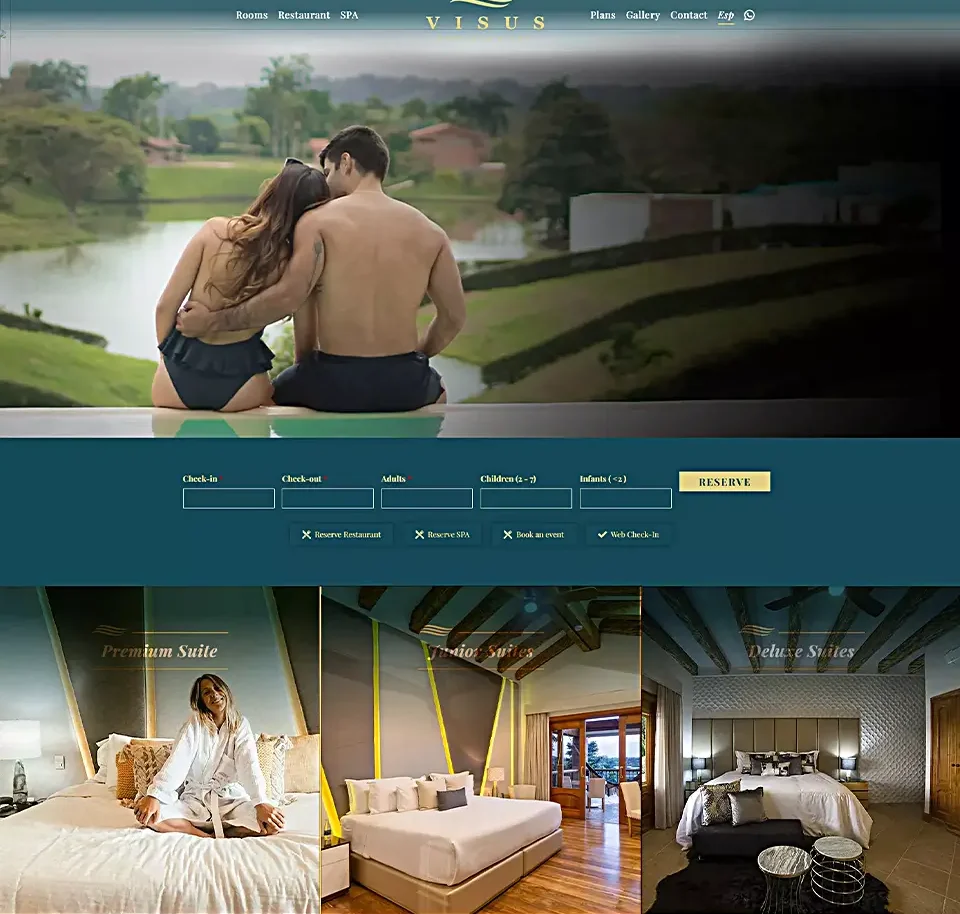 Rooms Restaurant SPA VISUS Plans Gallery Contact Esp
Check-in * Check-out * Adults * Children (2 - 7) Infants ( <2 ) RESERVE
Reserve Restaurant Reserve SPA Book an event Web Check-In
Premium Suite Junior Suites Deluxe Suites